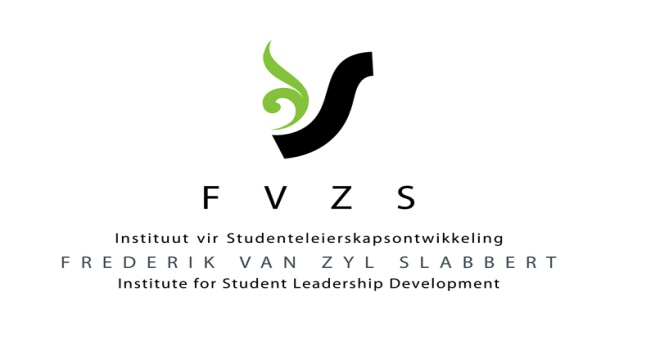 F V Z S
Instituut vir Studenteleierskapsontwikkeling
FREDERIK VAN ZYL SLABBERT
Institute for Student Leadership Development